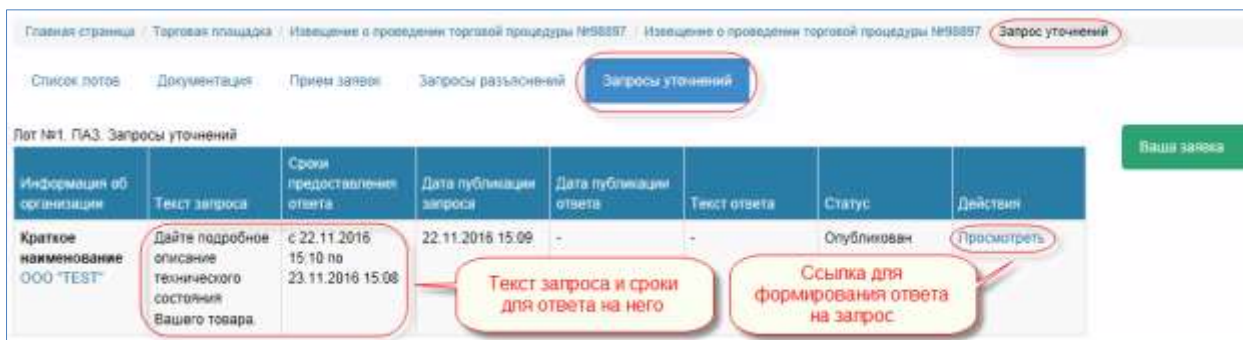 Главная страница / Торговая площадка / Извещение о проведении торговой процедуры №98897 / Извещение о проведении торговой процедуры №98897 / Запрос уточнений
Список лотов Документация Прием заявок Запросы разъяснений Запросы уточнений
Лот №1. ПАЗ. Запросы уточнений
Ваша заявка
Информация об организации
Текст запроса
Сроки предоставления ответа
Дата публикации запроса
Дата публикации ответа
Текст ответа
Статус
Действия
Краткое наименование
ООО "TEST"
Дайте подробное
описание
технического
состояния
Вашего товара.
с 22.11.2016
15:10 по
23.11.2016 15:08
22.11.2016 15:09
-
-
Опубликован
Просмотреть
Текст запроса и сроки
для ответа на него
Ссылка для
формирования ответа
на запрос